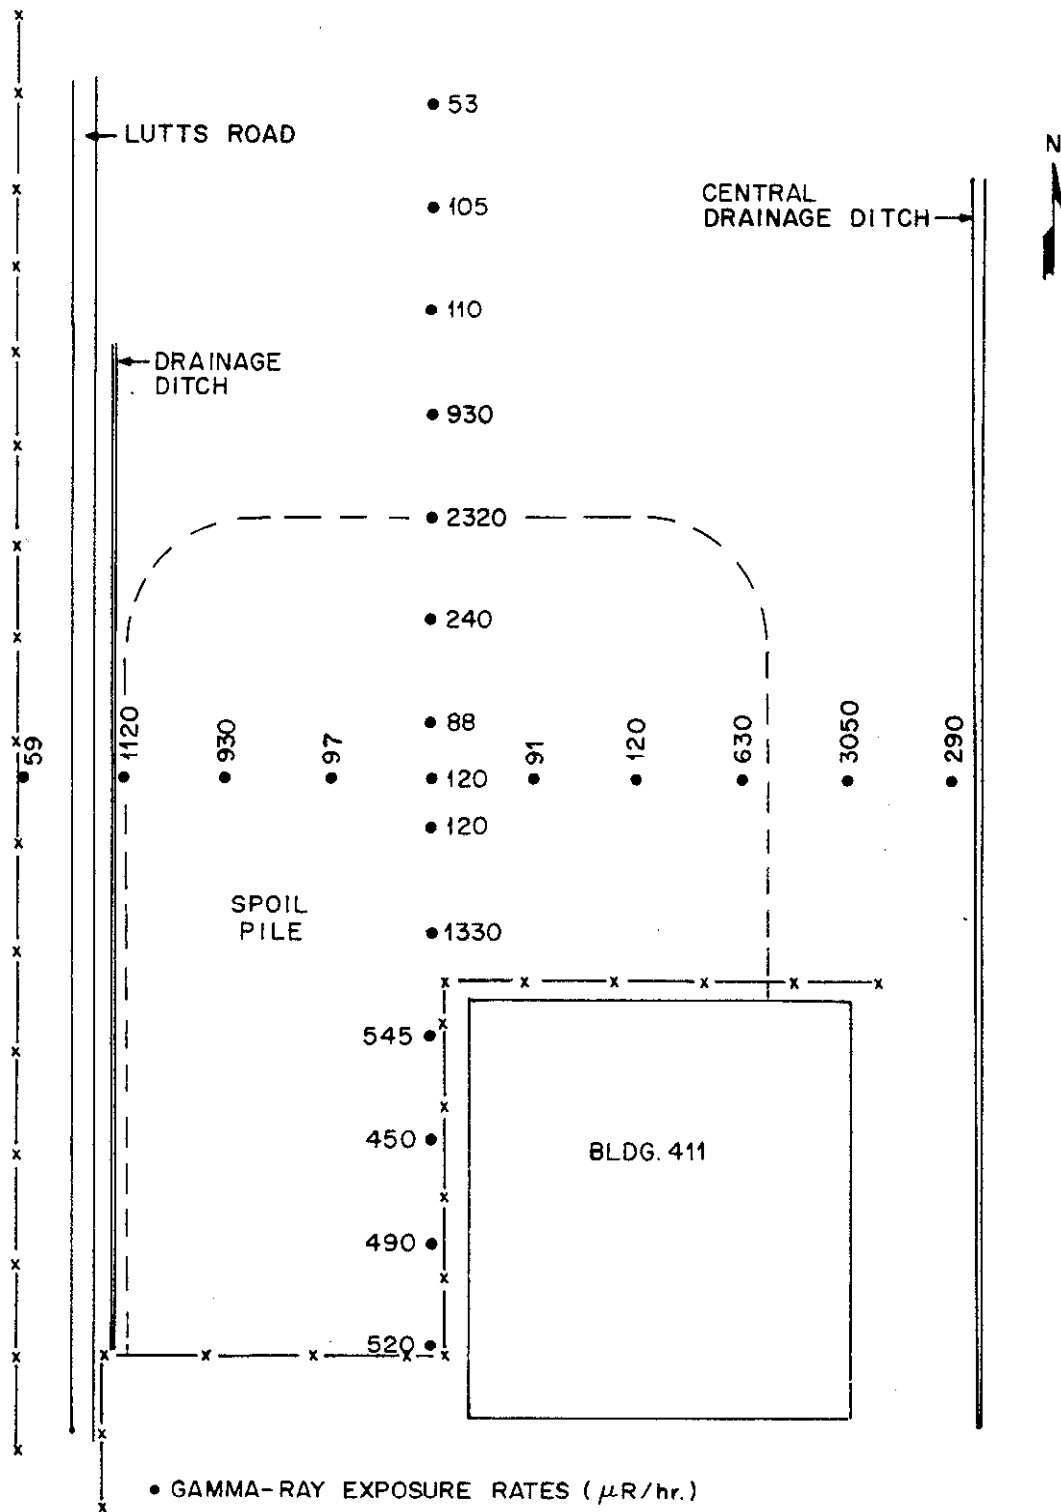 53
LUTTS ROAD
N
CENTRAL
DRAINAGE DITCH
105
110
DRAINAGE
DITCH
930
2320
240
88
59
1120
930
97
120
91
120
630
3050
290
120
SPOIL
PILE
1330
545
450
BLDG. 411
490
520
• GAMMA-RAY EXPOSURE RATES (μR/hr.)